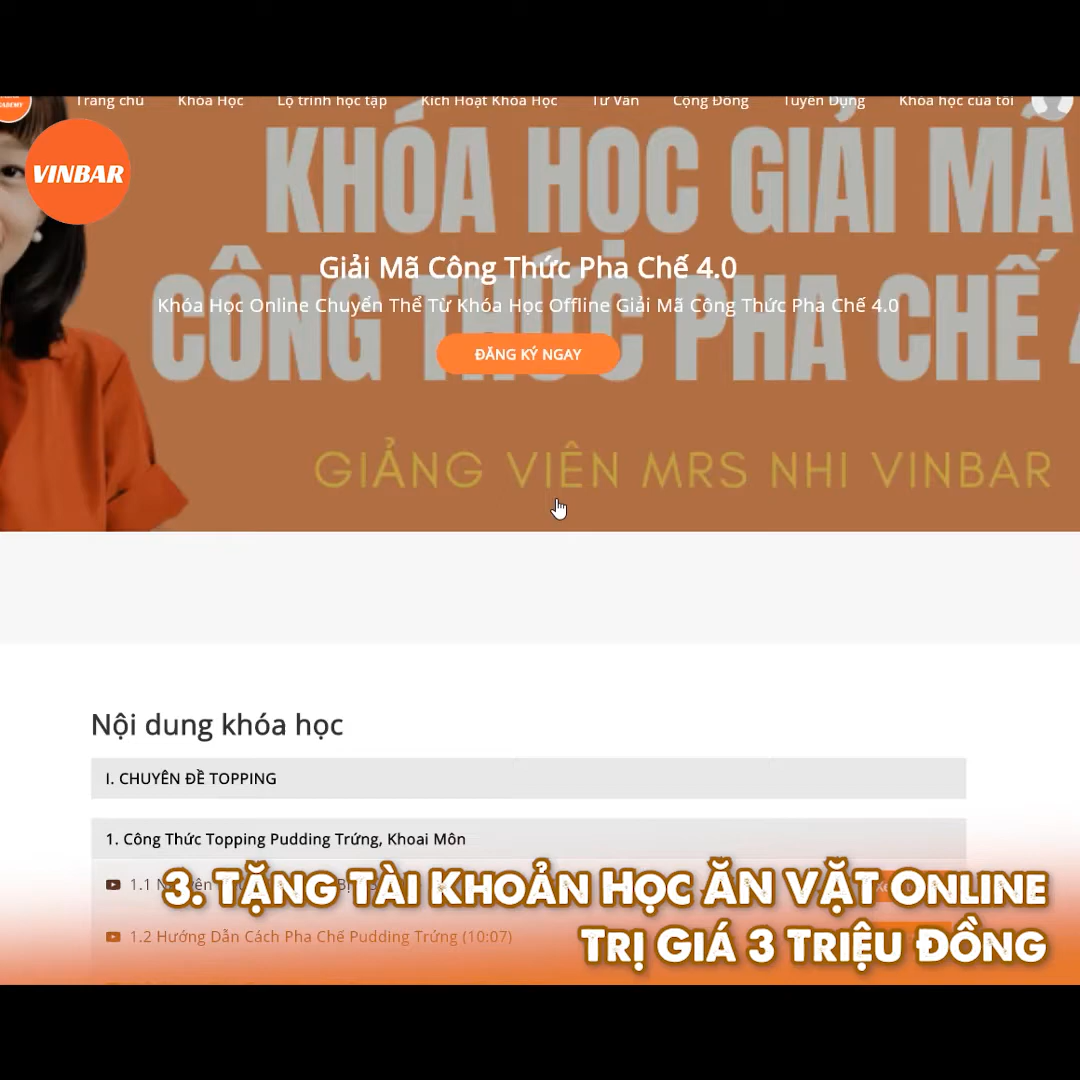 Trang chủ Khóa Học Lộ trình học tập Kích Hoạt Khóa Học Tư Vấn Cộng Đồng Tuyển Dụng Khóa học của tôi
VINBAR
KHÓA HỌC GIẢI MÃ
CÔNG THỨC PHA CHẾ
Giải Mã Công Thức Pha Chế 4.0
Khóa Học Online Chuyển Thể Từ Khóa Học Offline Giải Mã Công Thức Pha Chế 4.0
ĐĂNG KÝ NGAY
GIẢNG VIÊN MRS NHI VINBAR
Nội dung khóa học
I. CHUYÊN ĐỀ TOPPING
1. Công Thức Topping Pudding Trứng, Khoai Môn
1.1
3. TẶNG TÀI KHOẢN HỌC ĂN VẶT ONLINE
1.2 Hướng Dẫn Cách Pha Chế Pudding Trứng (10:07)
TRỊ GIÁ 3 TRIỆU ĐỒNG